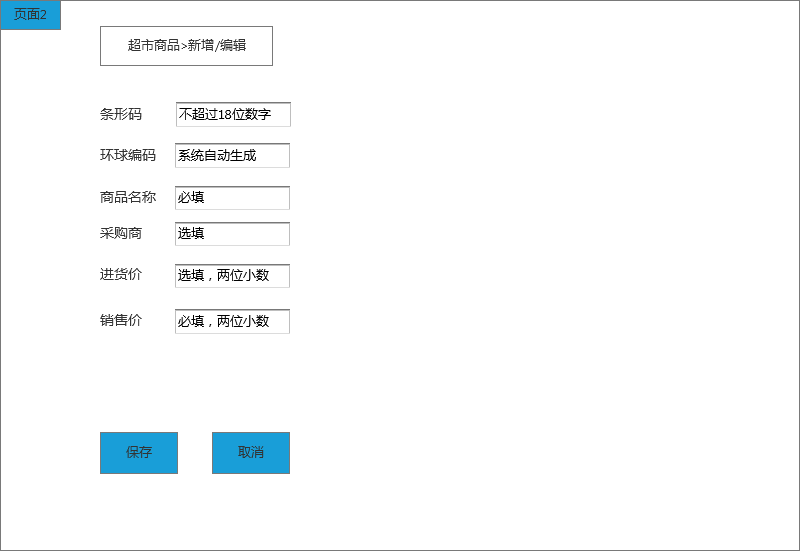 页面2
超市商品>新增/编辑
条形码 不超过18位数字
环球编码 系统自动生成
商品名称 必填
采购商 选填
进货价 选填，两位小数
销售价 必填，两位小数
保存 取消